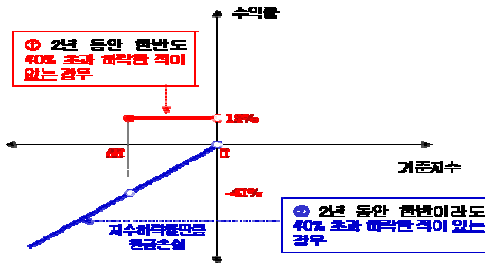 수익률
① 2년 동안 한번도
40% 초과 하락한 적이
없는 경우
12%
기준지수
-40%
지수하락률만큼
원금손실
② 2년 동안 한번이라도
40% 초과 하락한 적이 있는
경우